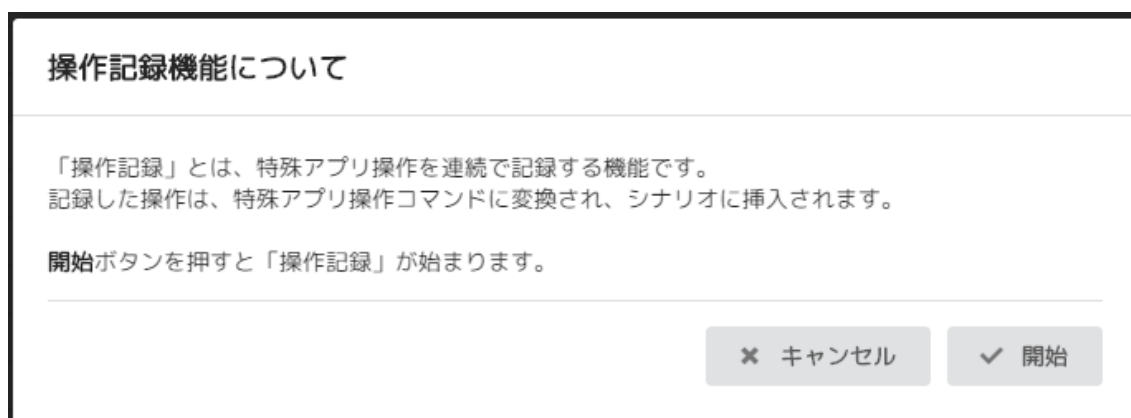 操作記録機能について
「操作記録」とは、特殊アプリ操作を連続で記録する機能です。
記録した操作は、特殊アプリ操作コマンドに変換され、シナリオに挿入されます。
開始ボタンを押すと「操作記録」が始まります。
キャンセル
開始